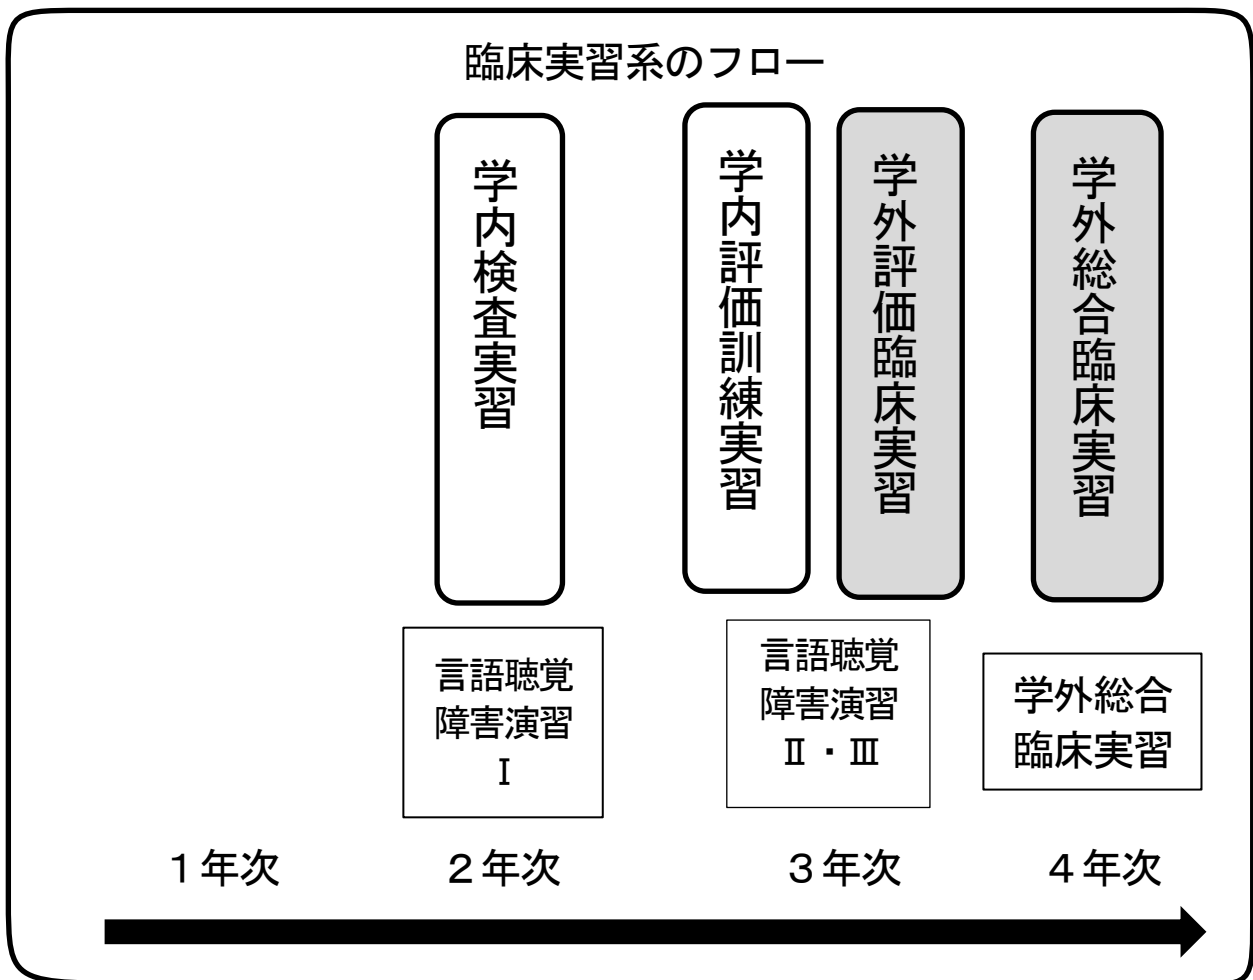 臨床実習系のフロー
学内検査実習
学内評価訓練実習
学外評価臨床実習
学外総合臨床実習
言語聴覚
障害演習
Ⅰ
言語聴覚
障害演習
Ⅱ・Ⅲ
学外総合
臨床実習
１年次
２年次
３年次
４年次